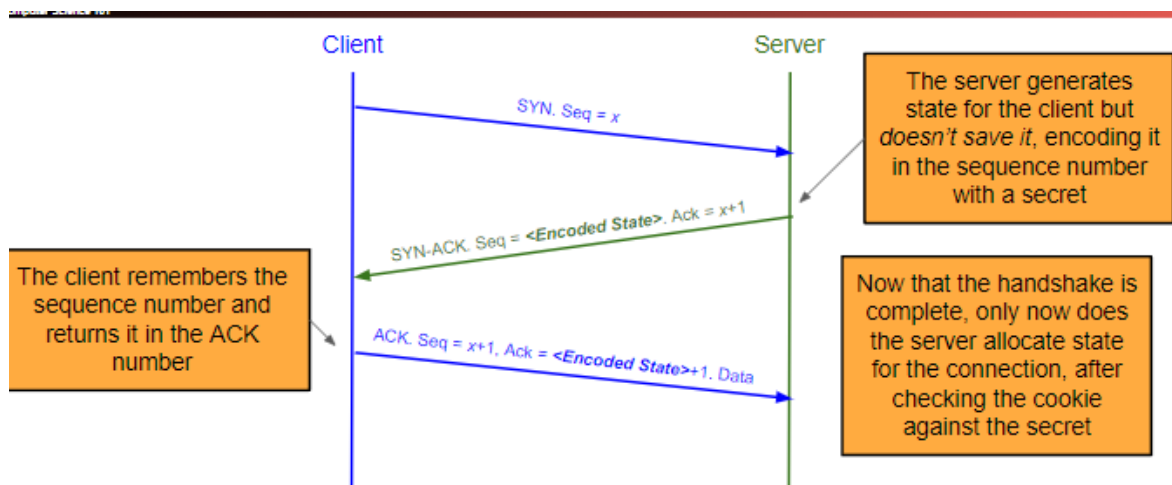 Client
Server
SYN. Seq = x
The server generates
state for the client but
doesn't save it, encoding it
in the sequence number
with a secret
SYN-ACK. Seq = <Encoded State>. Ack = x+1
The client remembers the
sequence number and
returns it in the ACK
number
ACK. Seq = x+1, Ack = <Encoded State>+1. Data
Now that the handshake is
complete, only now does
the server allocate state
for the connection, after
checking the cookie
against the secret